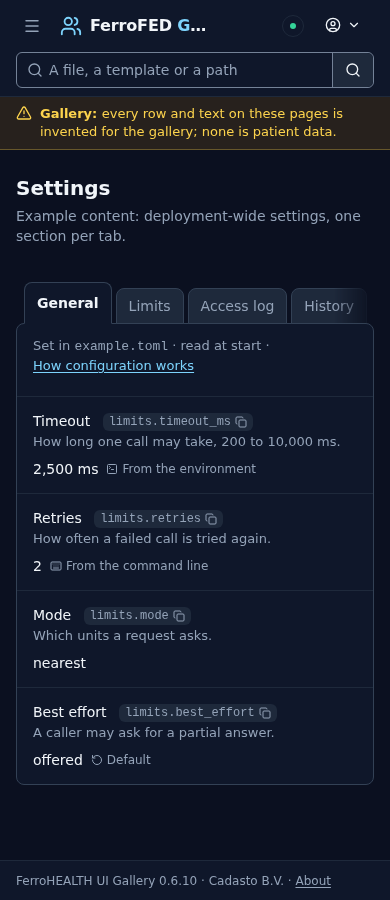 FerroFED G…
A file, a template or a path
Gallery: every row and text on these pages is
invented for the gallery; none is patient data.
Settings
Example content: deployment-wide settings, one
section per tab.
General Limits Access log History
Set in example.toml · read at start ·
How configuration works
Timeout limits.timeout_ms
How long one call may take, 200 to 10,000 ms.
2,500 ms From the environment
Retries limits.retries
How often a failed call is tried again.
2 From the command line
Mode limits.mode
Which units a request asks.
nearest
Best effort limits.best_effort
A caller may ask for a partial answer.
offered Default
FerroHEALTH UI Gallery 0.6.10 · Cadasto B.V. · About